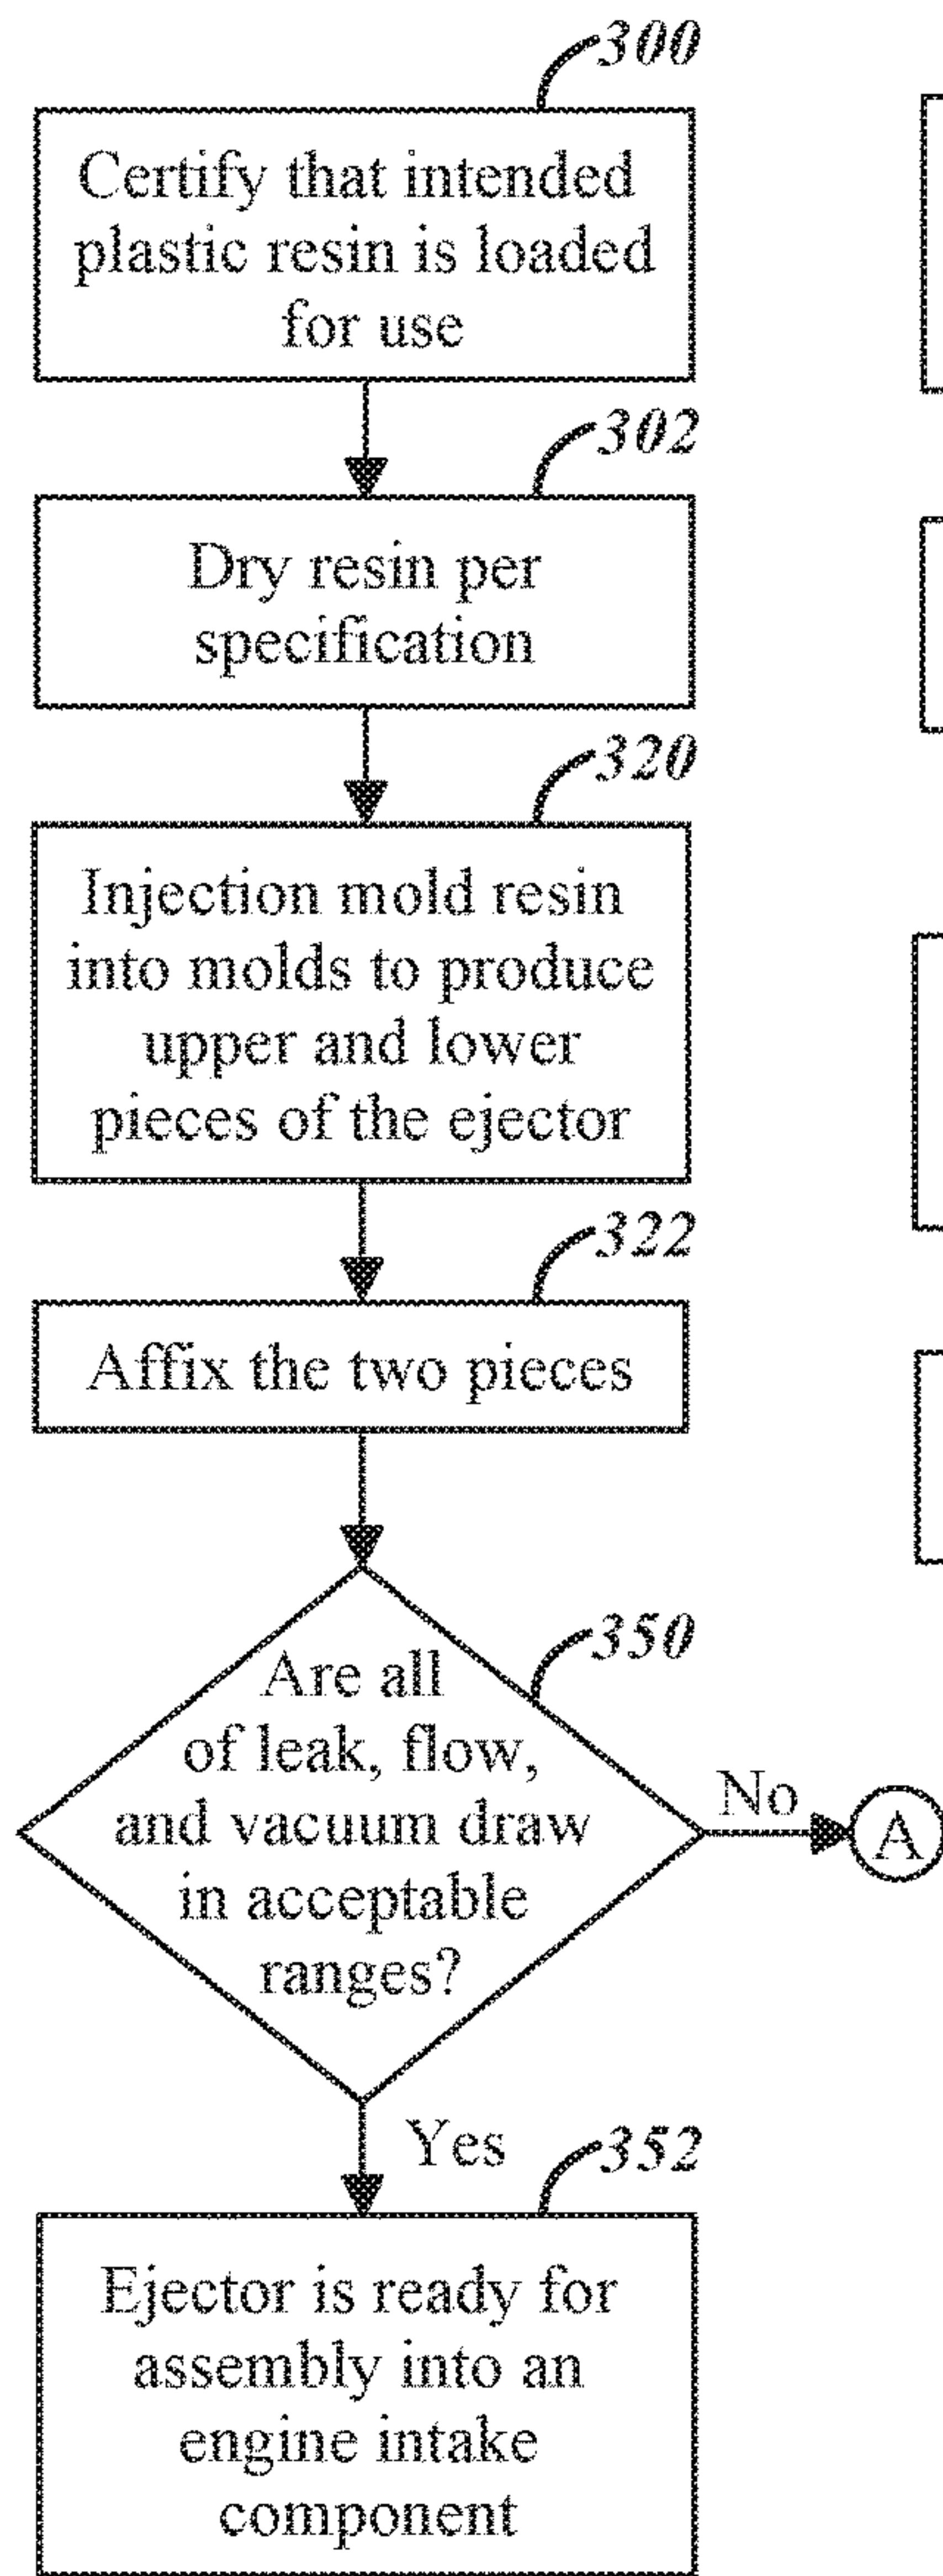 300
Certify that intended
plastic resin is loaded
for use
302
Dry resin per
specification
320
Injection mold resin
into molds to produce
upper and lower
pieces of the ejector
322
Affix the two pieces
350
Are all
of leak, flow,
and vacuum draw
in acceptable
ranges?
No
A
Yes
352
Ejector is ready for
assembly into an
engine intake
component